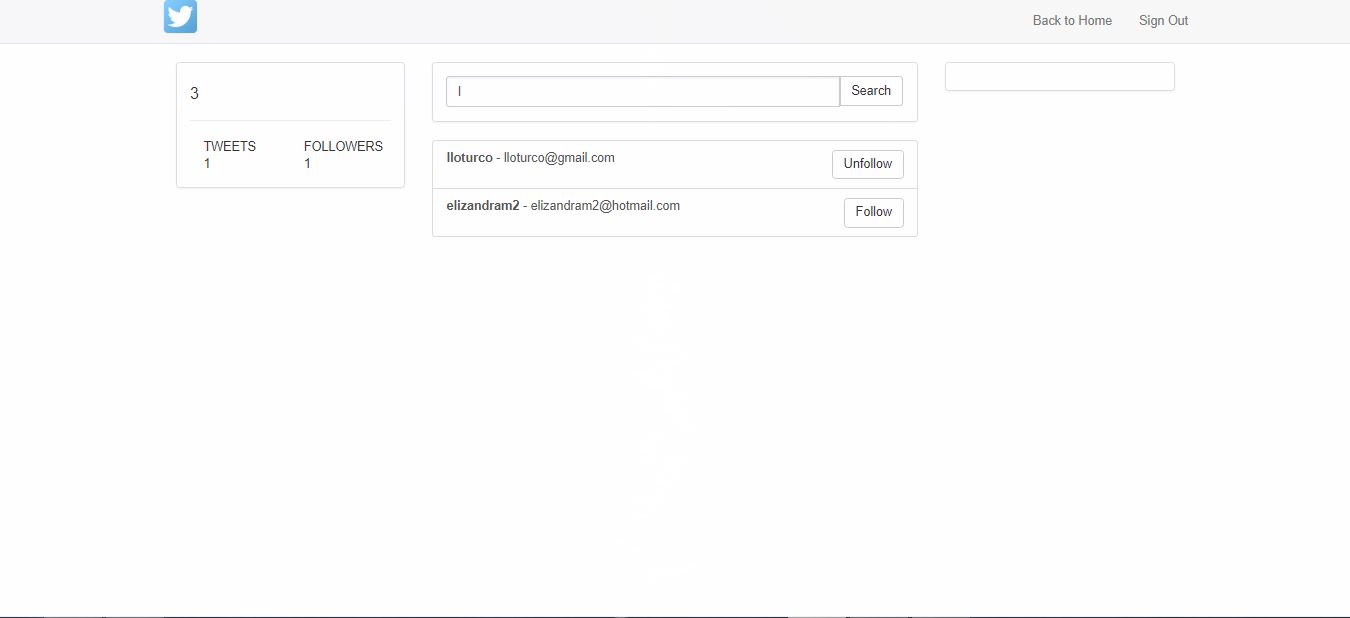 Back to Home Sign Out
3
TWEETS FOLLOWERS
1 1
l Search
lloturco - lloturco@gmail.com Unfollow
elizandram2 - elizandram2@hotmail.com Follow